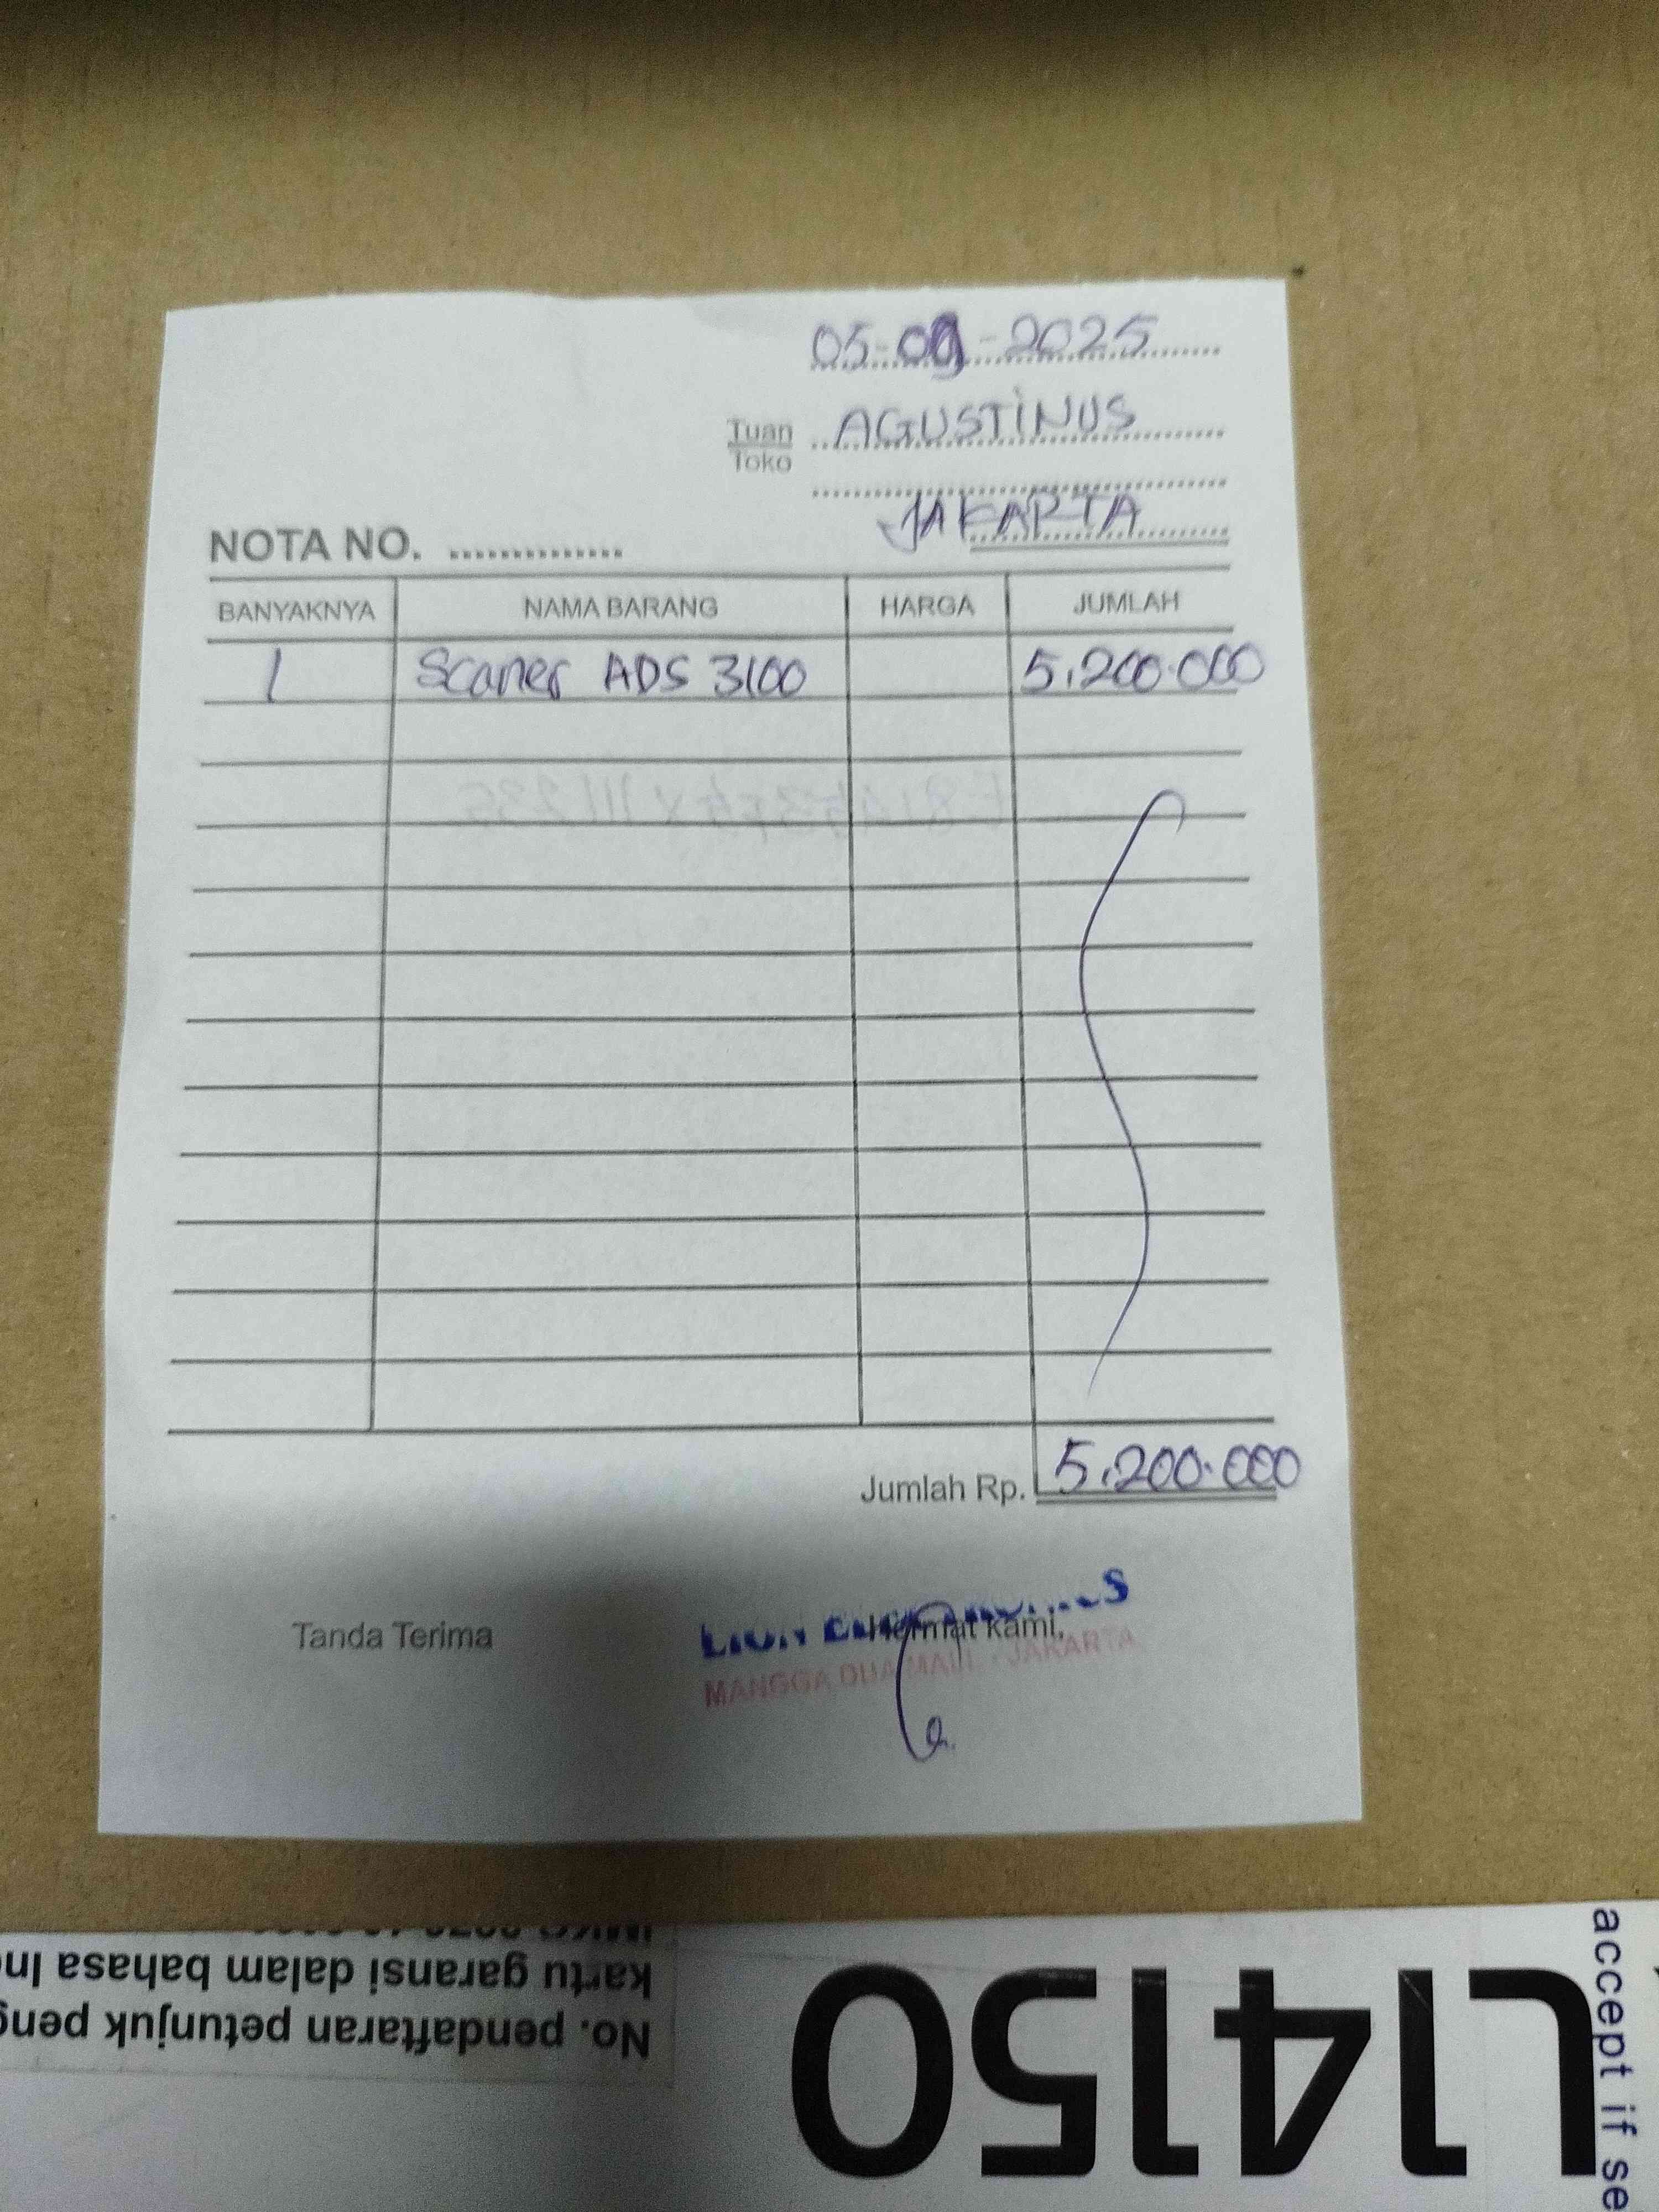 05-09-2025
Tuan AGUSTINUS
Toko
JAKARTA
NOTA NO. ..............
BANYAKNYA NAMA BARANG HARGA JUMLAH
1 Scaner ADS 3100 5.200.000
Jumlah Rp. 5.200.000
Tanda Terima Hormat kami,
MANGGA DUA MALL - JAKARTA
L14150
No. pendaftaran petunjuk peng
kartu garansi dalam bahasa In
accept if se